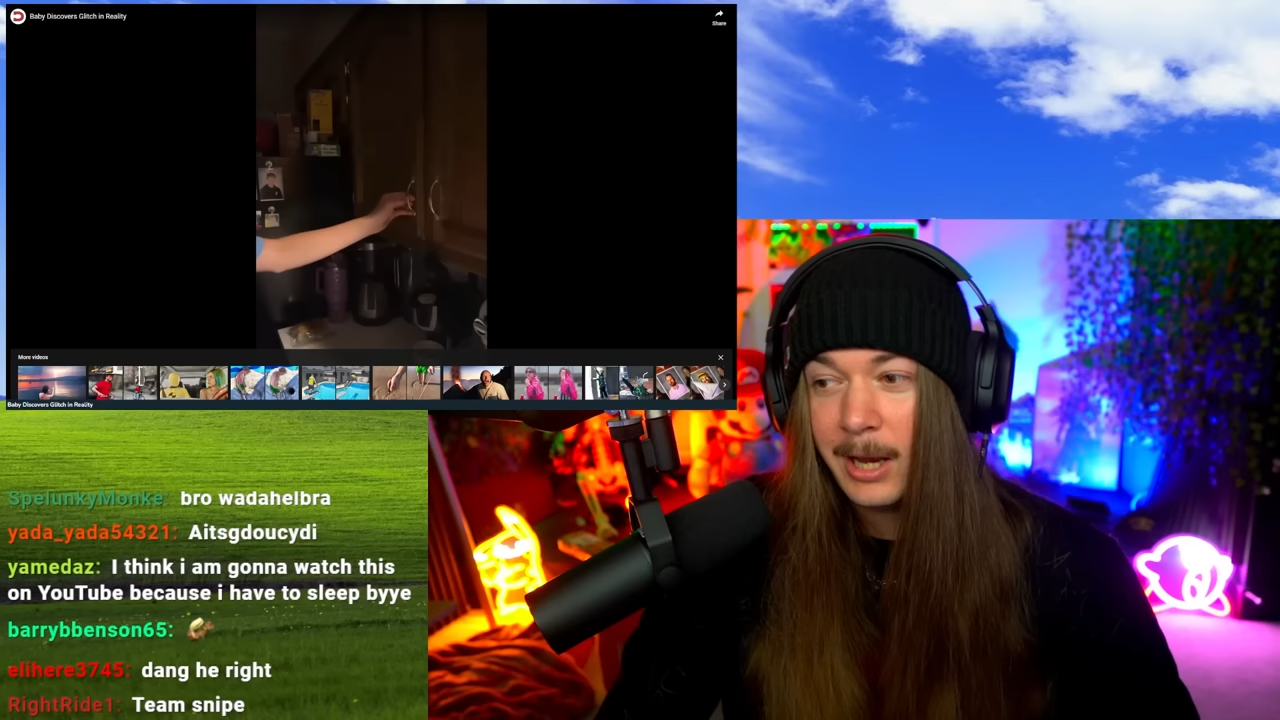 Baby Discovers Glitch in Reality
Share
More videos
Baby Discovers Glitch in Reality
SpelunkyMonke: bro wadahelbra
yada_yada54321: Aitsgdoucydi
yamedaz: I think i am gonna watch this
on YouTube because i have to sleep byye
barrybbenson65:
elihere3745: dang he right
RightRide1: Team snipe